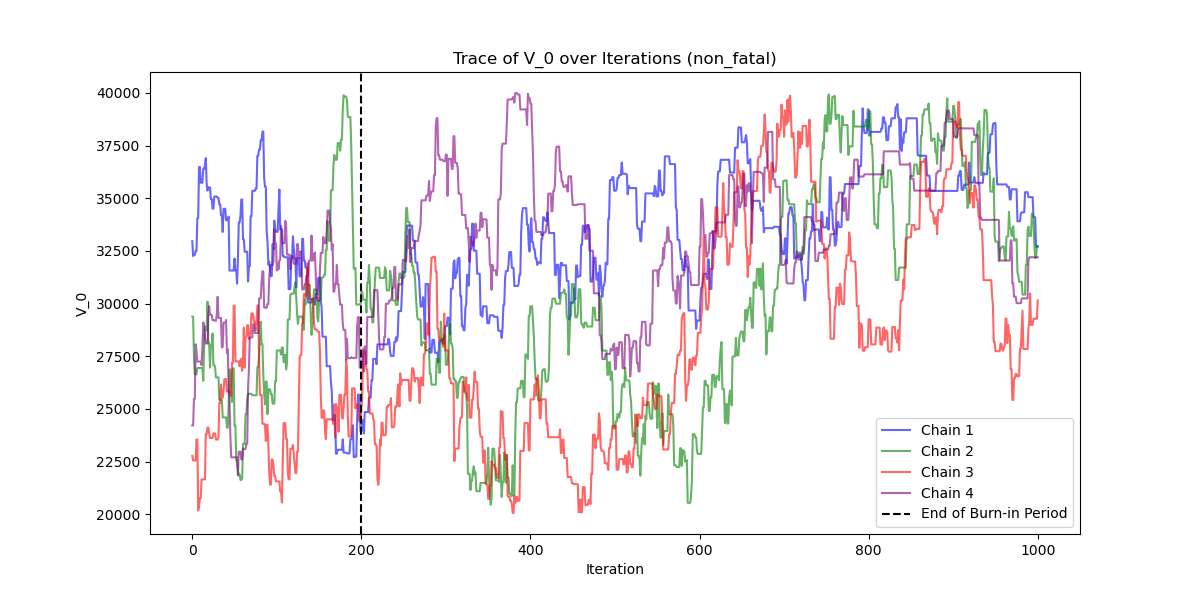 Trace of V_0 over Iterations (non_fatal)
40000
37500
35000
32500
30000
27500
25000
22500
20000
V_0
0 200 400 600 800 1000
Iteration
Chain 1
Chain 2
Chain 3
Chain 4
End of Burn-in Period